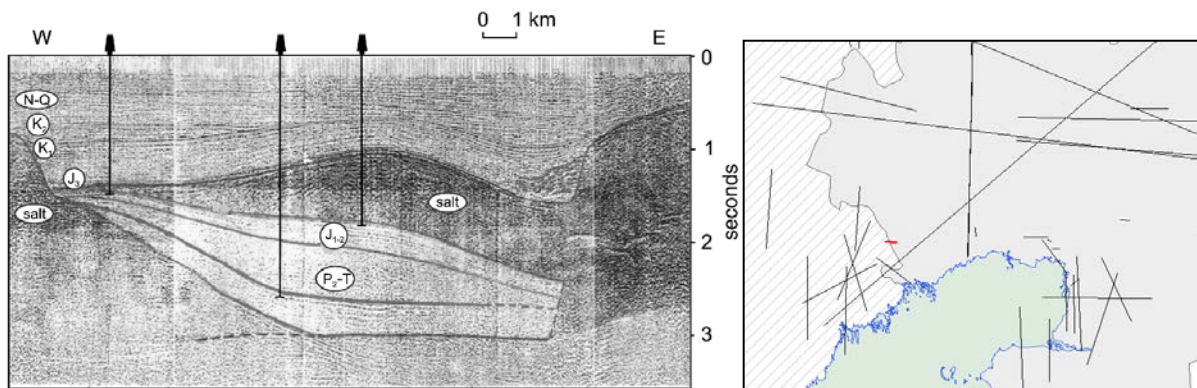 0 1 km
W E
0
N-Q
K₂
K₁
1
J₃
salt
salt
seconds
J₁₋₂
2
P₂-T
3